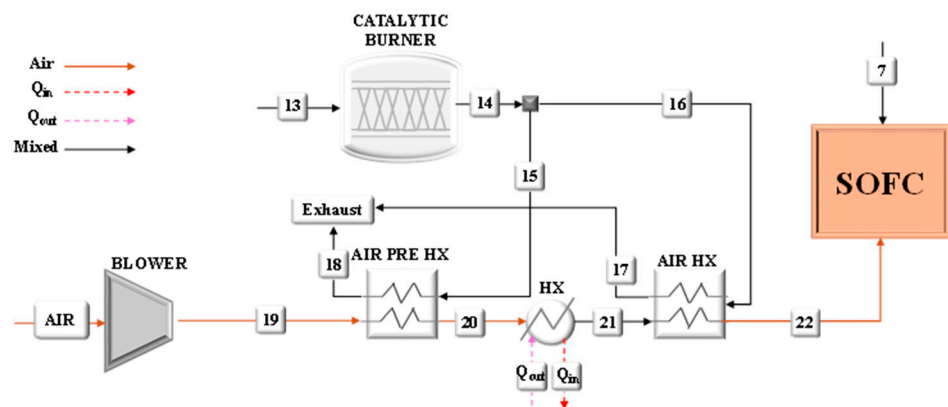 CATALYTIC
BURNER
Air
Qin
Qout
Mixed
7
13
14
16
SOFC
15
Exhaust
18
AIR PRE HX
17
AIR HX
BLOWER
HX
AIR
19
20
21
22
Qout
Qin